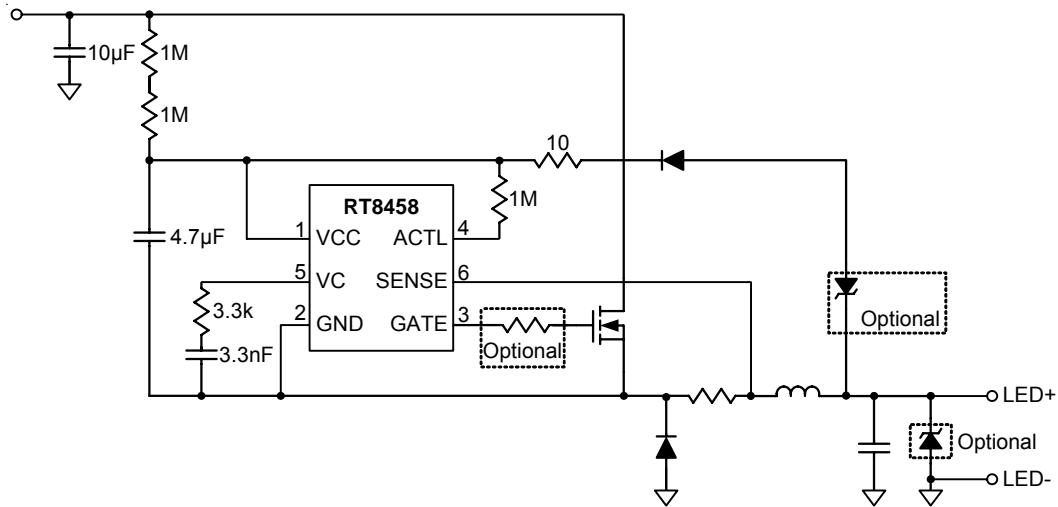 10µF
1M
1M
10
1M
RT8458
4.7µF
1
VCC
ACTL
4
5
VC
SENSE
6
3.3k
2
GND
GATE
3
Optional
3.3nF
Optional
LED+
Optional
LED-